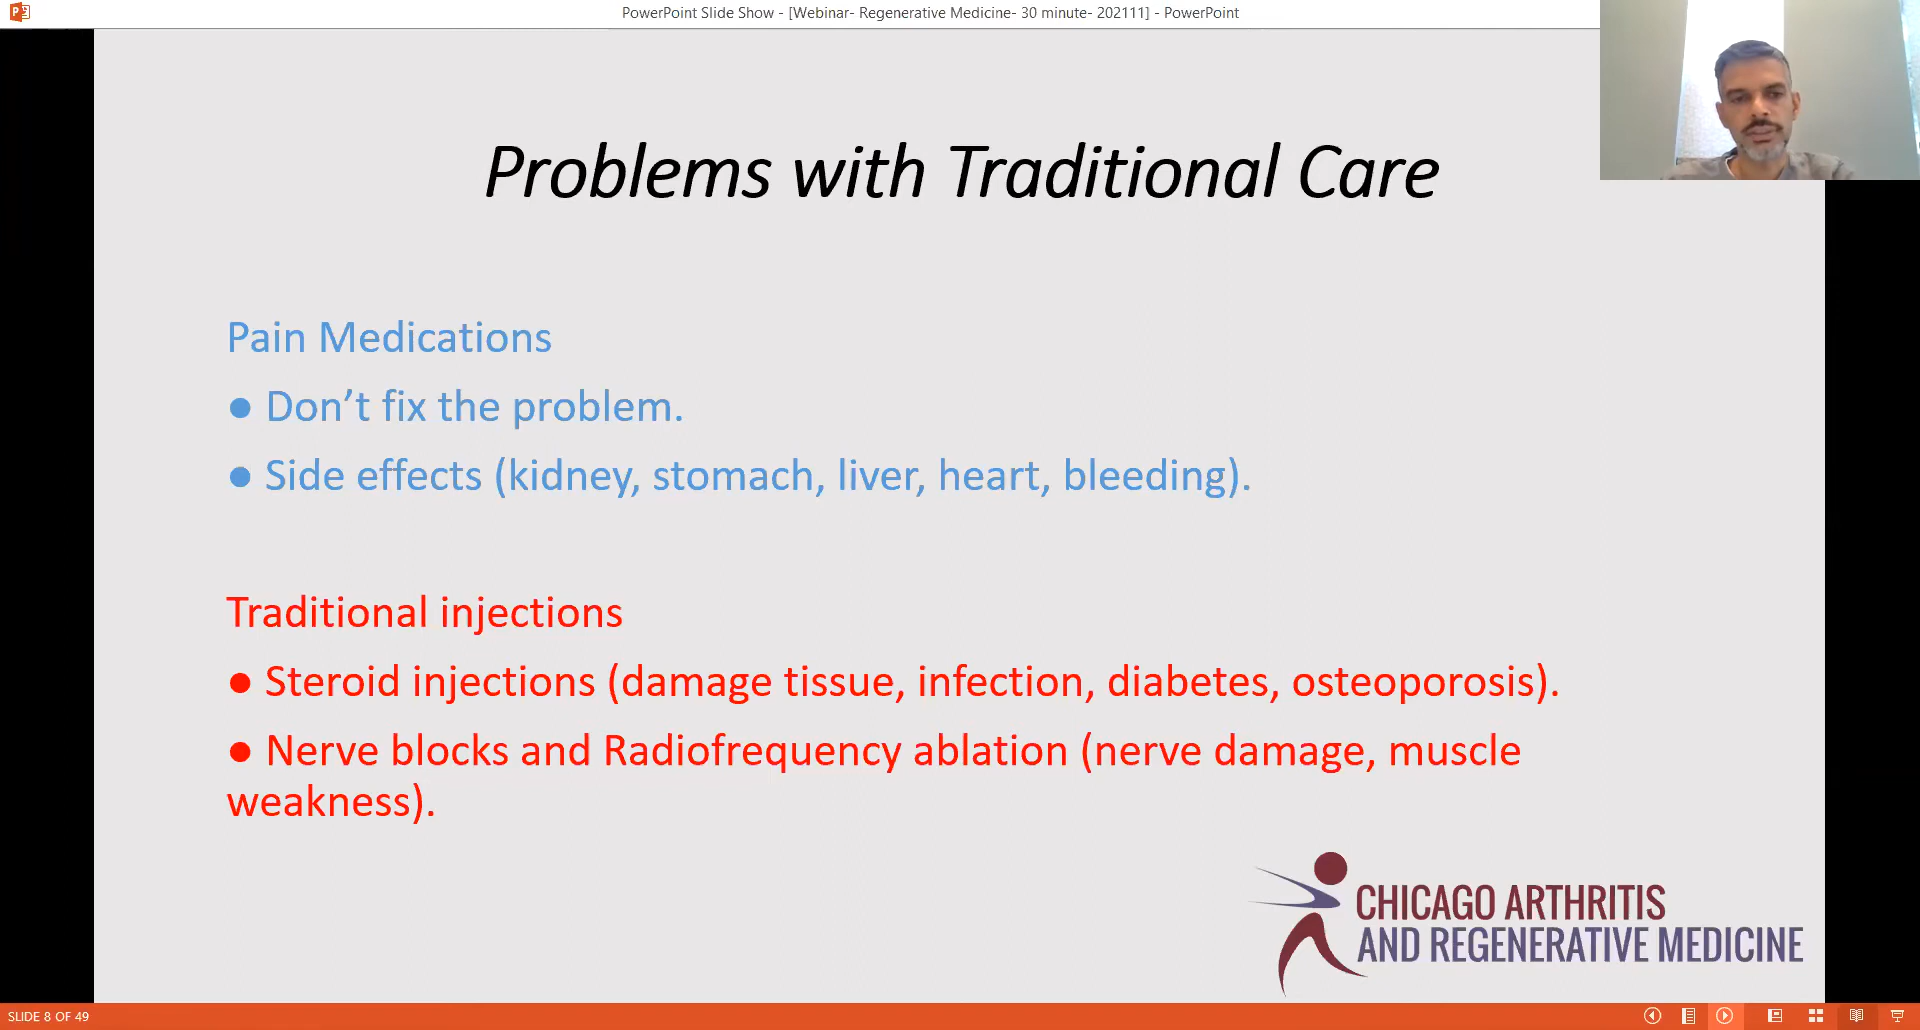 PowerPoint Slide Show - [Webinar- Regenerative Medicine- 30 minute- 202111] - PowerPoint
Problems with Traditional Care
Pain Medications
● Don’t fix the problem.
● Side effects (kidney, stomach, liver, heart, bleeding).
Traditional injections
● Steroid injections (damage tissue, infection, diabetes, osteoporosis).
● Nerve blocks and Radiofrequency ablation (nerve damage, muscle
weakness).
CHICAGO ARTHRITIS
AND REGENERATIVE MEDICINE
SLIDE 8 OF 49